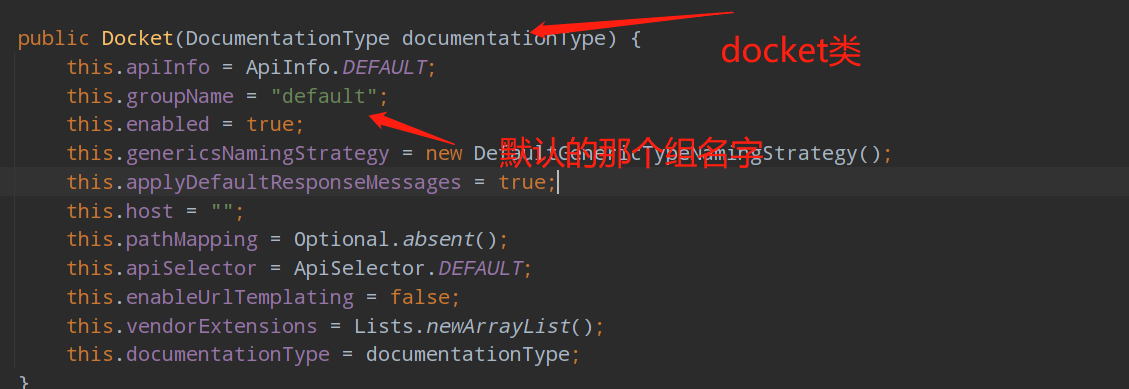 public Docket(DocumentationType documentationType) {
docket类
this.apiInfo = ApiInfo.DEFAULT;
this.groupName = "default";
this.enabled = true;
默认的那个组名字
this.genericsNamingStrategy = new DefaultGenericTypeNamingStrategy();
this.applyDefaultResponseMessages = true;
this.host = "";
this.pathMapping = Optional.absent();
this.apiSelector = ApiSelector.DEFAULT;
this.enableUrlTemplating = false;
this.vendorExtensions = Lists.newArrayList();
this.documentationType = documentationType;
}